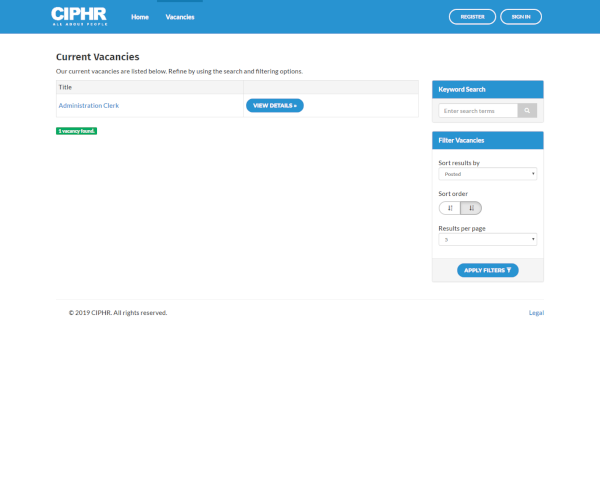 CIPHR
ALL ABOUT PEOPLE
Home
Vacancies
REGISTER
SIGN IN
Current Vacancies
Our current vacancies are listed below. Refine by using the search and filtering options.
Title
Administration Clerk
VIEW DETAILS »
1 vacancy found.
Keyword Search
Enter search terms
Filter Vacancies
Sort results by
Posted
Sort order
Results per page
APPLY FILTERS
© 2019 CIPHR. All rights reserved.
Legal